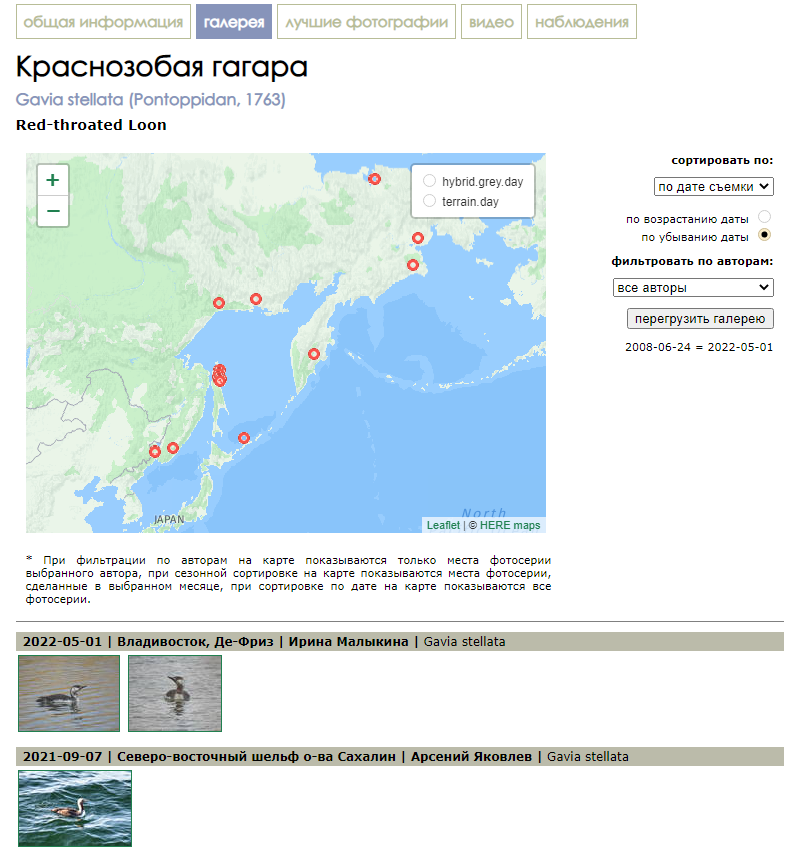 общая информация галерея лучшие фотографии видео наблюдения
Краснозобая гагара
Gavia stellata (Pontoppidan, 1763)
Red-throated Loon
+
−
hybrid.grey.day
terrain.day
JAPAN
North
Leaflet | © HERE maps
сортировать по:
по дате съемки
по возрастанию даты
по убыванию даты
фильтровать по авторам:
все авторы
перегрузить галерею
2008-06-24 = 2022-05-01
* При фильтрации по авторам на карте показываются только места фотосерии
выбранного автора, при сезонной сортировке на карте показываются места фотосерии,
сделанные в выбранном месяце, при сортировке по дате на карте показываются все
фотосерии.
2022-05-01 | Владивосток, Де-Фриз | Ирина Малыкина | Gavia stellata
2021-09-07 | Северо-восточный шельф о-ва Сахалин | Арсений Яковлев | Gavia stellata